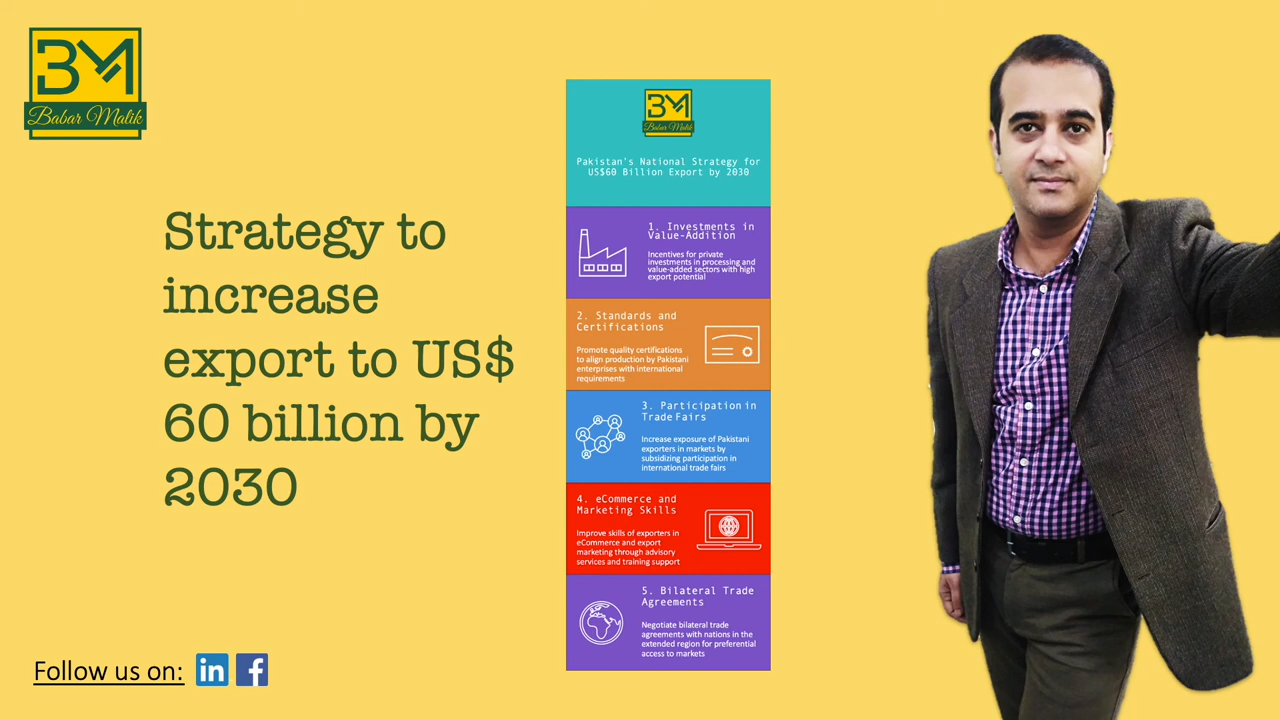 BM
Babar Malik
Strategy to
increase
export to US$
60 billion by
2030
Follow us on:
in f
BM
Babar Malik
Pakistan's National Strategy for
US$60 Billion Export by 2030
1. Investments in
Value-Addition
Incentives for private
investments in processing and
value-added sectors with high
export potential
2. Standards and
Certifications
Promote quality certifications
to align production by Pakistani
enterprises with international
requirements
3. Participation in
Trade Fairs
Increase exposure of Pakistani
exporters in markets by
subsidizing participation in
international trade fairs
4. eCommerce and
Marketing Skills
Improve skills of exporters in
eCommerce and export
marketing through advisory
services and training support
5. Bilateral Trade
Agreements
Negotiate bilateral trade
agreements with nations in the
extended region for preferential
access to markets